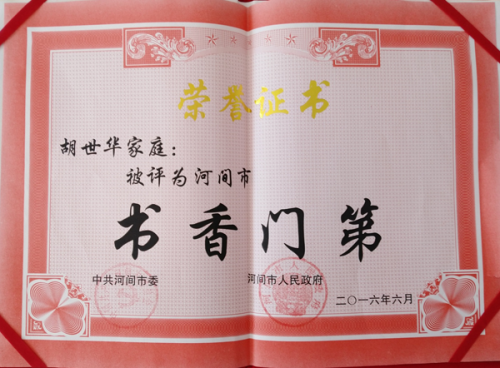 荣誉证书
胡世华家庭：
被评为河间市
书香门第
中共河间市委 河间市人民政府
二〇一六年六月